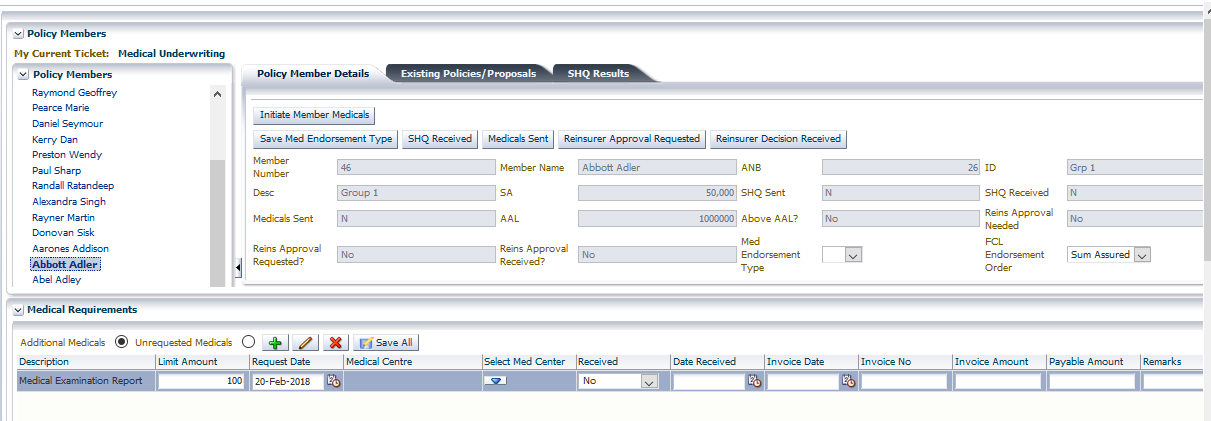 Policy Members
My Current Ticket: Medical Underwriting
Policy Members
Raymond Geoffrey
Pearce Marie
Daniel Seymour
Kerry Dan
Preston Wendy
Paul Sharp
Randall Ratandeep
Alexandra Singh
Rayner Martin
Donovan Sisk
Aarones Addison
Abbott Adler
Abel Adley
Policy Member Details Existing Policies/Proposals SHQ Results
Initiate Member Medicals
Save Med Endorsement Type SHQ Received Medicals Sent Reinsurer Approval Requested Reinsurer Decision Received
Member Number 46 Member Name Abbott Adler ANB 26 ID Grp 1
Desc Group 1 SA 50,000 SHQ Sent N SHQ Received N
Medicals Sent N AAL 1000000 Above AAL? No Reins Approval Needed No
Reins Approval Requested? No Reins Approval Received? No Med Endorsement Type FCL Endorsement Order Sum Assured
Medical Requirements
Additional Medicals Unrequested Medicals Save All
Description Limit Amount Request Date Medical Centre Select Med Center Received Date Received Invoice Date Invoice No Invoice Amount Payable Amount Remarks
Medical Examination Report 100 20-Feb-2018 No